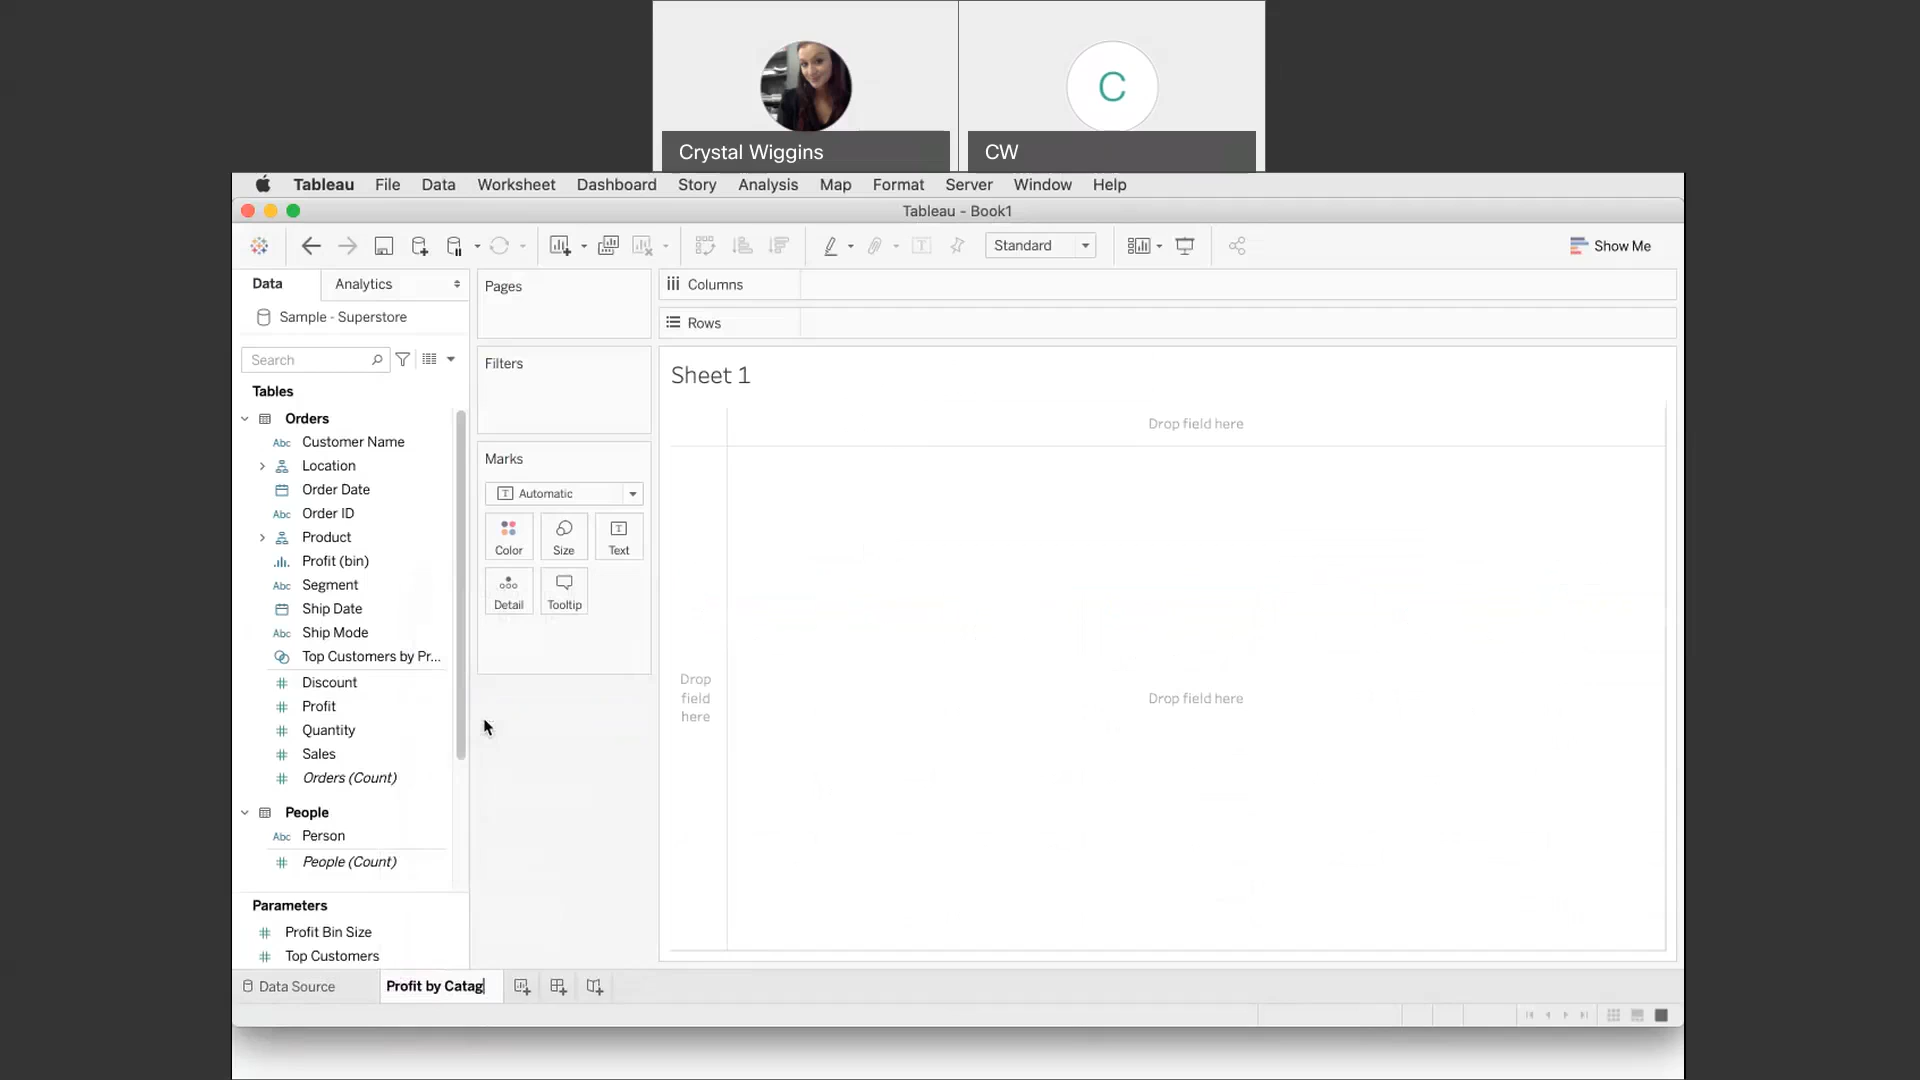 C
Crystal Wiggins
CW
Tableau File Data Worksheet Dashboard Story Analysis Map Format Server Window Help
Tableau - Book1
Standard
Show Me
Data
Analytics
Pages
Columns
Sample - Superstore
Rows
Search
Filters
Sheet 1
Tables
Orders
Drop field here
Abc Customer Name
Marks
Location
Order Date
Automatic
Abc Order ID
Product
Color
Size
Text
Profit (bin)
Abc Segment
Detail
Tooltip
Ship Date
Abc Ship Mode
Top Customers by Pr...
Discount
Drop
field
here
Drop field here
Profit
Quantity
Sales
Orders (Count)
People
Abc Person
People (Count)
Parameters
Profit Bin Size
Top Customers
Data Source
Profit by Catag